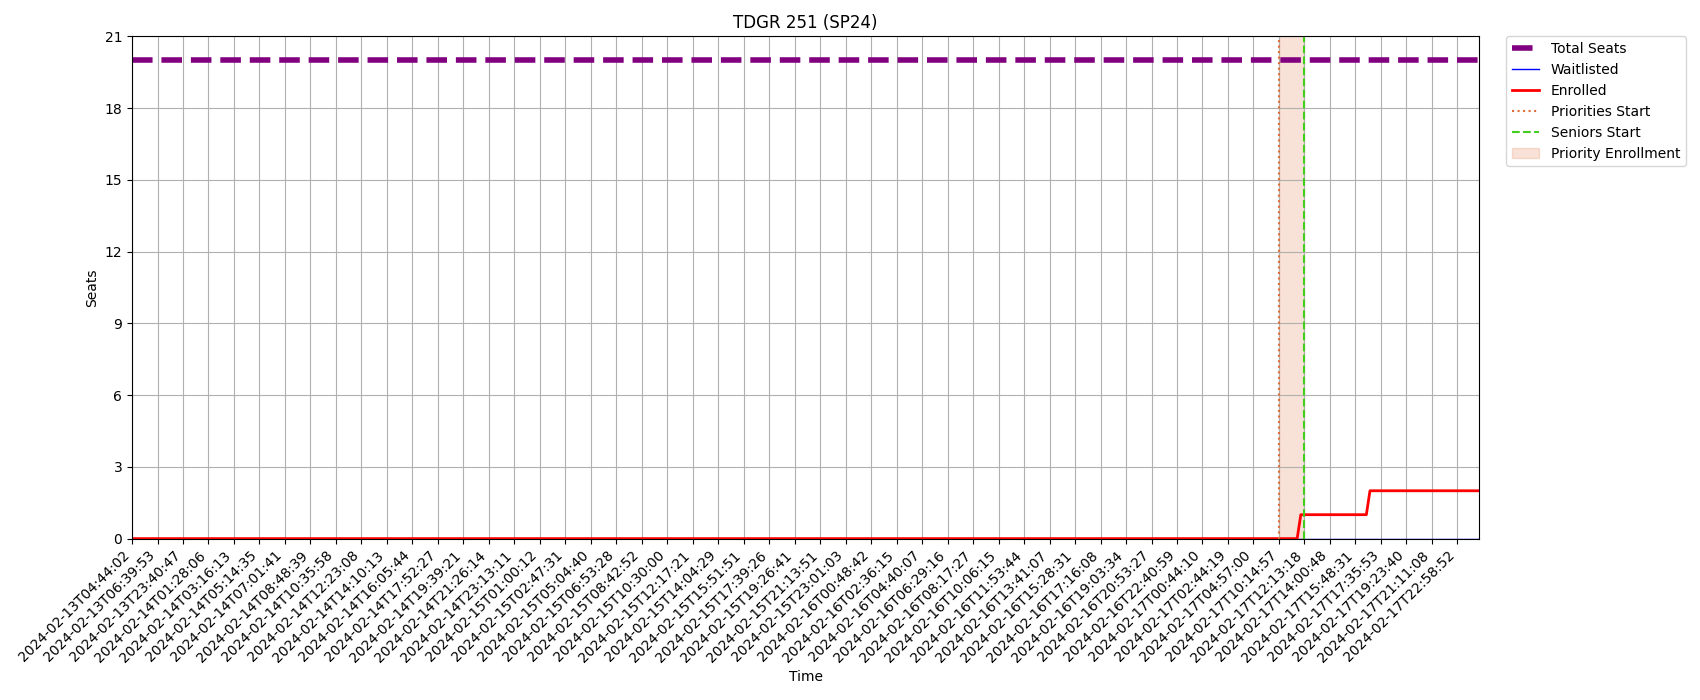 TDGR 251 (SP24)
21
18
15
12
9
6
3
0
Seats
2024-02-13T04:44:02
2024-02-13T06:39:53
2024-02-13T23:40:47
2024-02-14T01:28:06
2024-02-14T03:16:13
2024-02-14T05:14:35
2024-02-14T07:01:41
2024-02-14T08:48:39
2024-02-14T10:35:58
2024-02-14T12:23:08
2024-02-14T14:10:13
2024-02-14T16:05:44
2024-02-14T17:52:27
2024-02-14T19:39:21
2024-02-14T21:26:14
2024-02-14T23:13:11
2024-02-15T01:00:12
2024-02-15T02:47:31
2024-02-15T05:04:40
2024-02-15T06:53:28
2024-02-15T08:42:52
2024-02-15T10:30:00
2024-02-15T12:17:21
2024-02-15T14:04:29
2024-02-15T15:51:51
2024-02-15T17:39:26
2024-02-15T19:26:41
2024-02-15T21:13:51
2024-02-15T23:01:03
2024-02-16T00:48:42
2024-02-16T02:36:15
2024-02-16T04:40:07
2024-02-16T06:29:16
2024-02-16T08:17:27
2024-02-16T10:06:15
2024-02-16T11:53:44
2024-02-16T13:41:07
2024-02-16T15:28:31
2024-02-16T17:16:08
2024-02-16T19:03:34
2024-02-16T20:53:27
2024-02-16T22:40:59
2024-02-17T00:44:10
2024-02-17T02:44:19
2024-02-17T04:57:00
2024-02-17T10:14:57
2024-02-17T12:13:18
2024-02-17T14:00:48
2024-02-17T15:48:31
2024-02-17T17:35:53
2024-02-17T19:23:40
2024-02-17T21:11:08
2024-02-17T22:58:52
Time
Total Seats
Waitlisted
Enrolled
Priorities Start
Seniors Start
Priority Enrollment